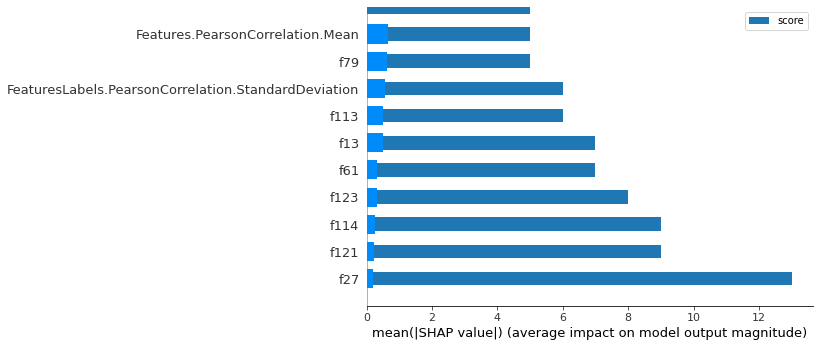 score
Features.PearsonCorrelation.Mean
f79
FeaturesLabels.PearsonCorrelation.StandardDeviation
f113
f13
f61
f123
f114
f121
f27
0 2 4 6 8 10 12
mean(|SHAP value|) (average impact on model output magnitude)